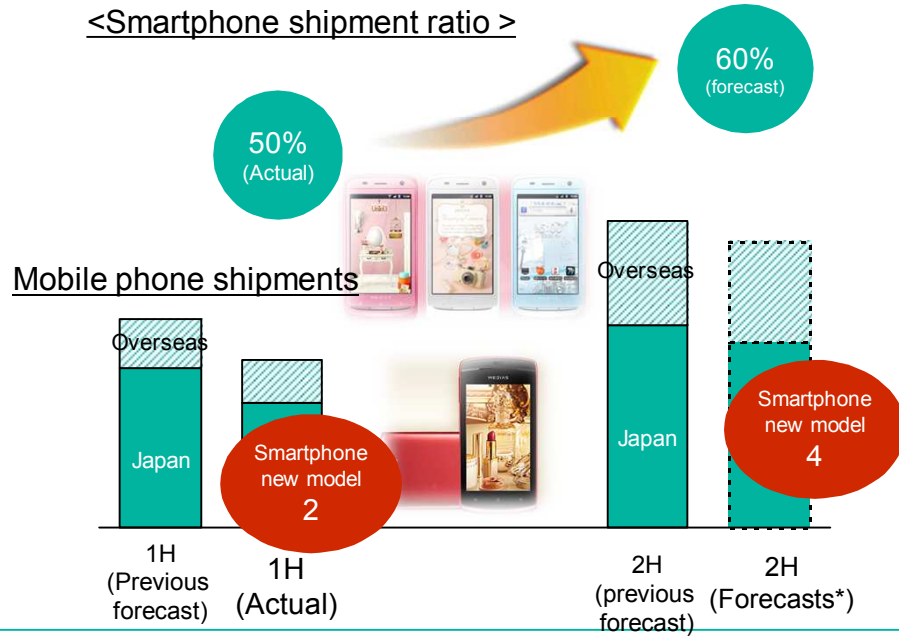 <Smartphone shipment ratio >
60%
(forecast)
50%
(Actual)
Mobile phone shipments
Overseas
Japan
Smartphone
new model
2
MEDIAS
Overseas
Japan
Smartphone
new model
4
1H
(Previous
forecast)
1H
(Actual)
2H
(previous
forecast)
2H
(Forecasts*)